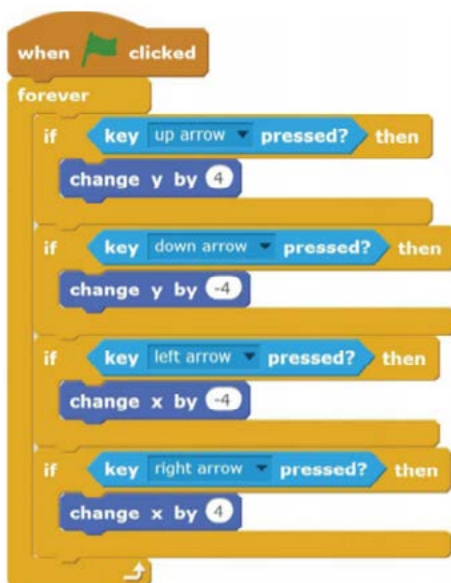 when clicked
forever
if key up arrow pressed? then
change y by 4
if key down arrow pressed? then
change y by -4
if key left arrow pressed? then
change x by -4
if key right arrow pressed? then
change x by 4